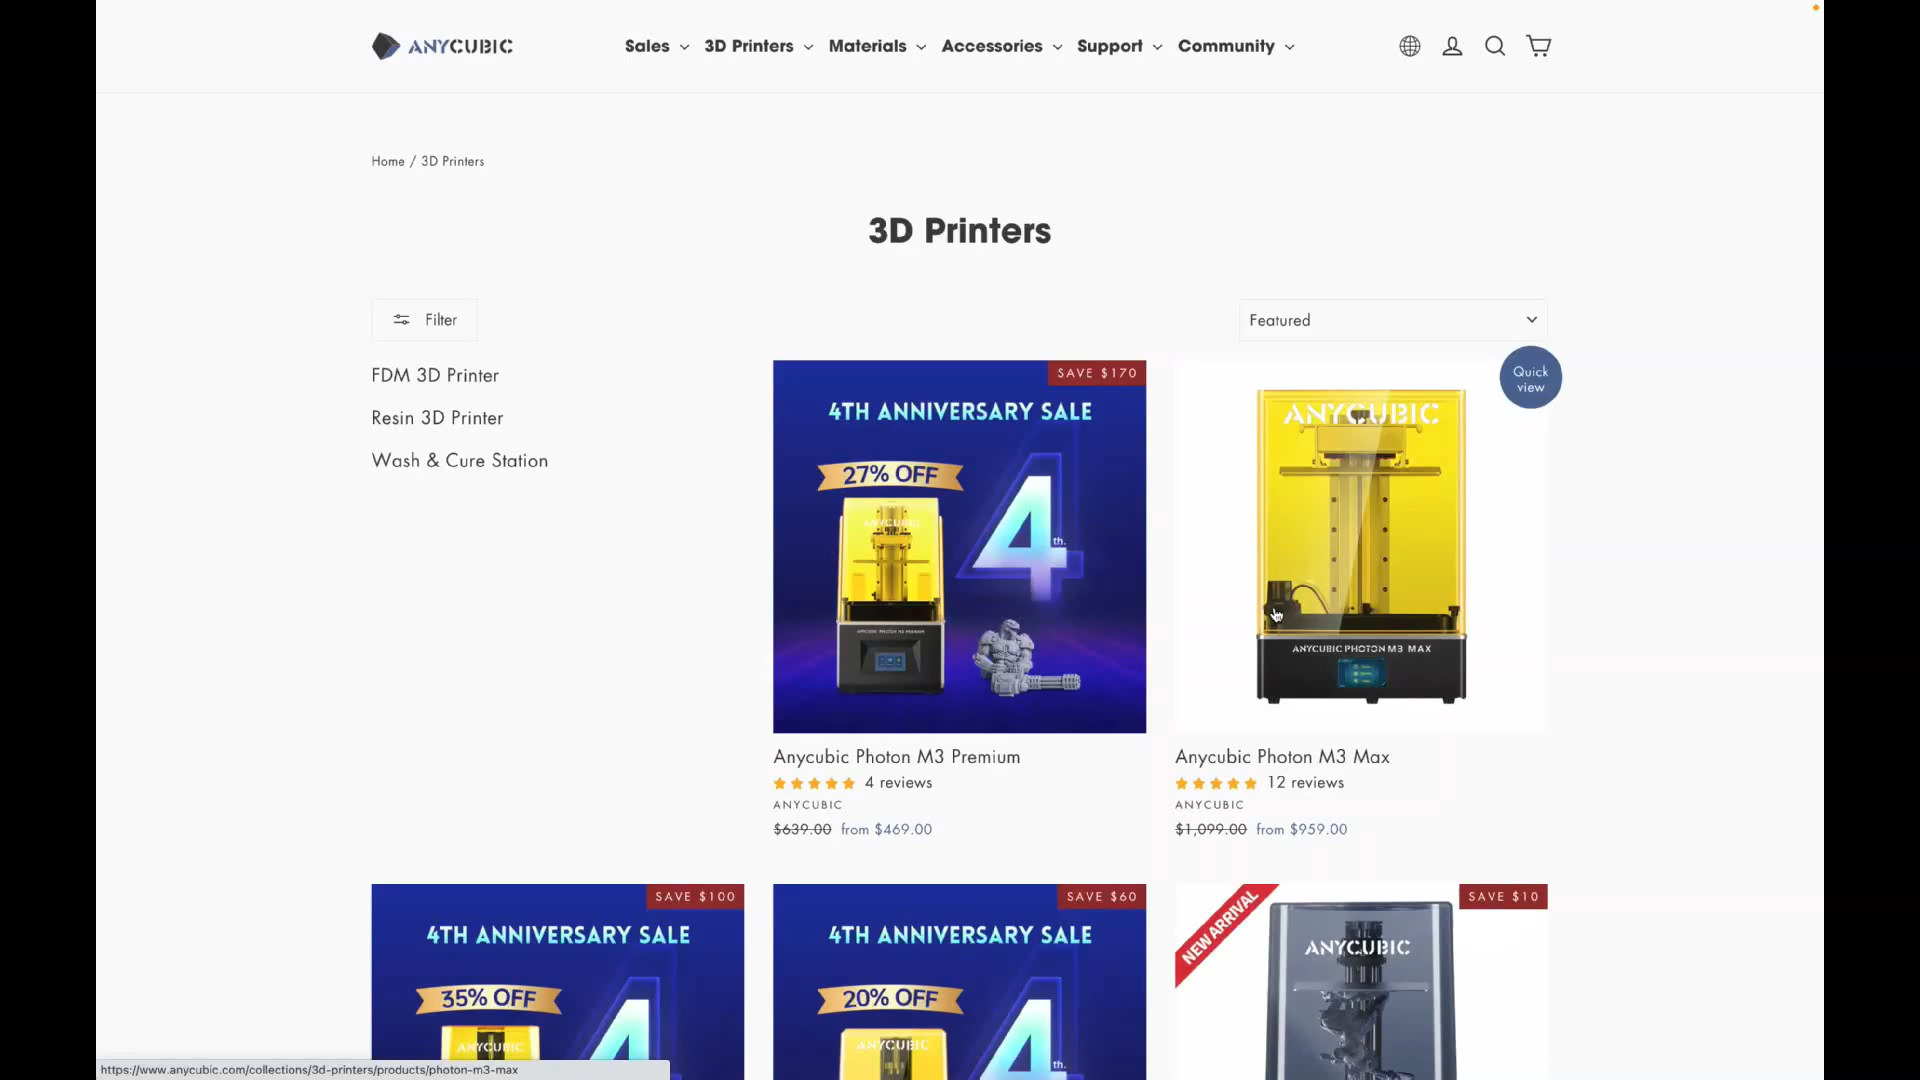 ANYCUBIC
Sales
3D Printers
Materials
Accessories
Support
Community
Home / 3D Printers
3D Printers
Filter
Featured
FDM 3D Printer
Resin 3D Printer
Wash & Cure Station
SAVE $170
4TH ANNIVERSARY SALE
27% OFF
4th.
ANYCUBIC
ANYCUBIC PHOTON M3 PREMIUM
Quick
view
ANYCUBIC
ANYCUBIC PHOTON M3 MAX
Anycubic Photon M3 Premium
4 reviews
ANYCUBIC
$639.00 from $469.00
Anycubic Photon M3 Max
12 reviews
ANYCUBIC
$1,099.00 from $959.00
SAVE $100
4TH ANNIVERSARY SALE
35% OFF
4
ANYCUBIC
SAVE $60
4TH ANNIVERSARY SALE
20% OFF
4th.
ANYCUBIC
NEW ARRIVAL
SAVE $10
ANYCUBIC
https://www.anycubic.com/collections/3d-printers/products/photon-m3-max